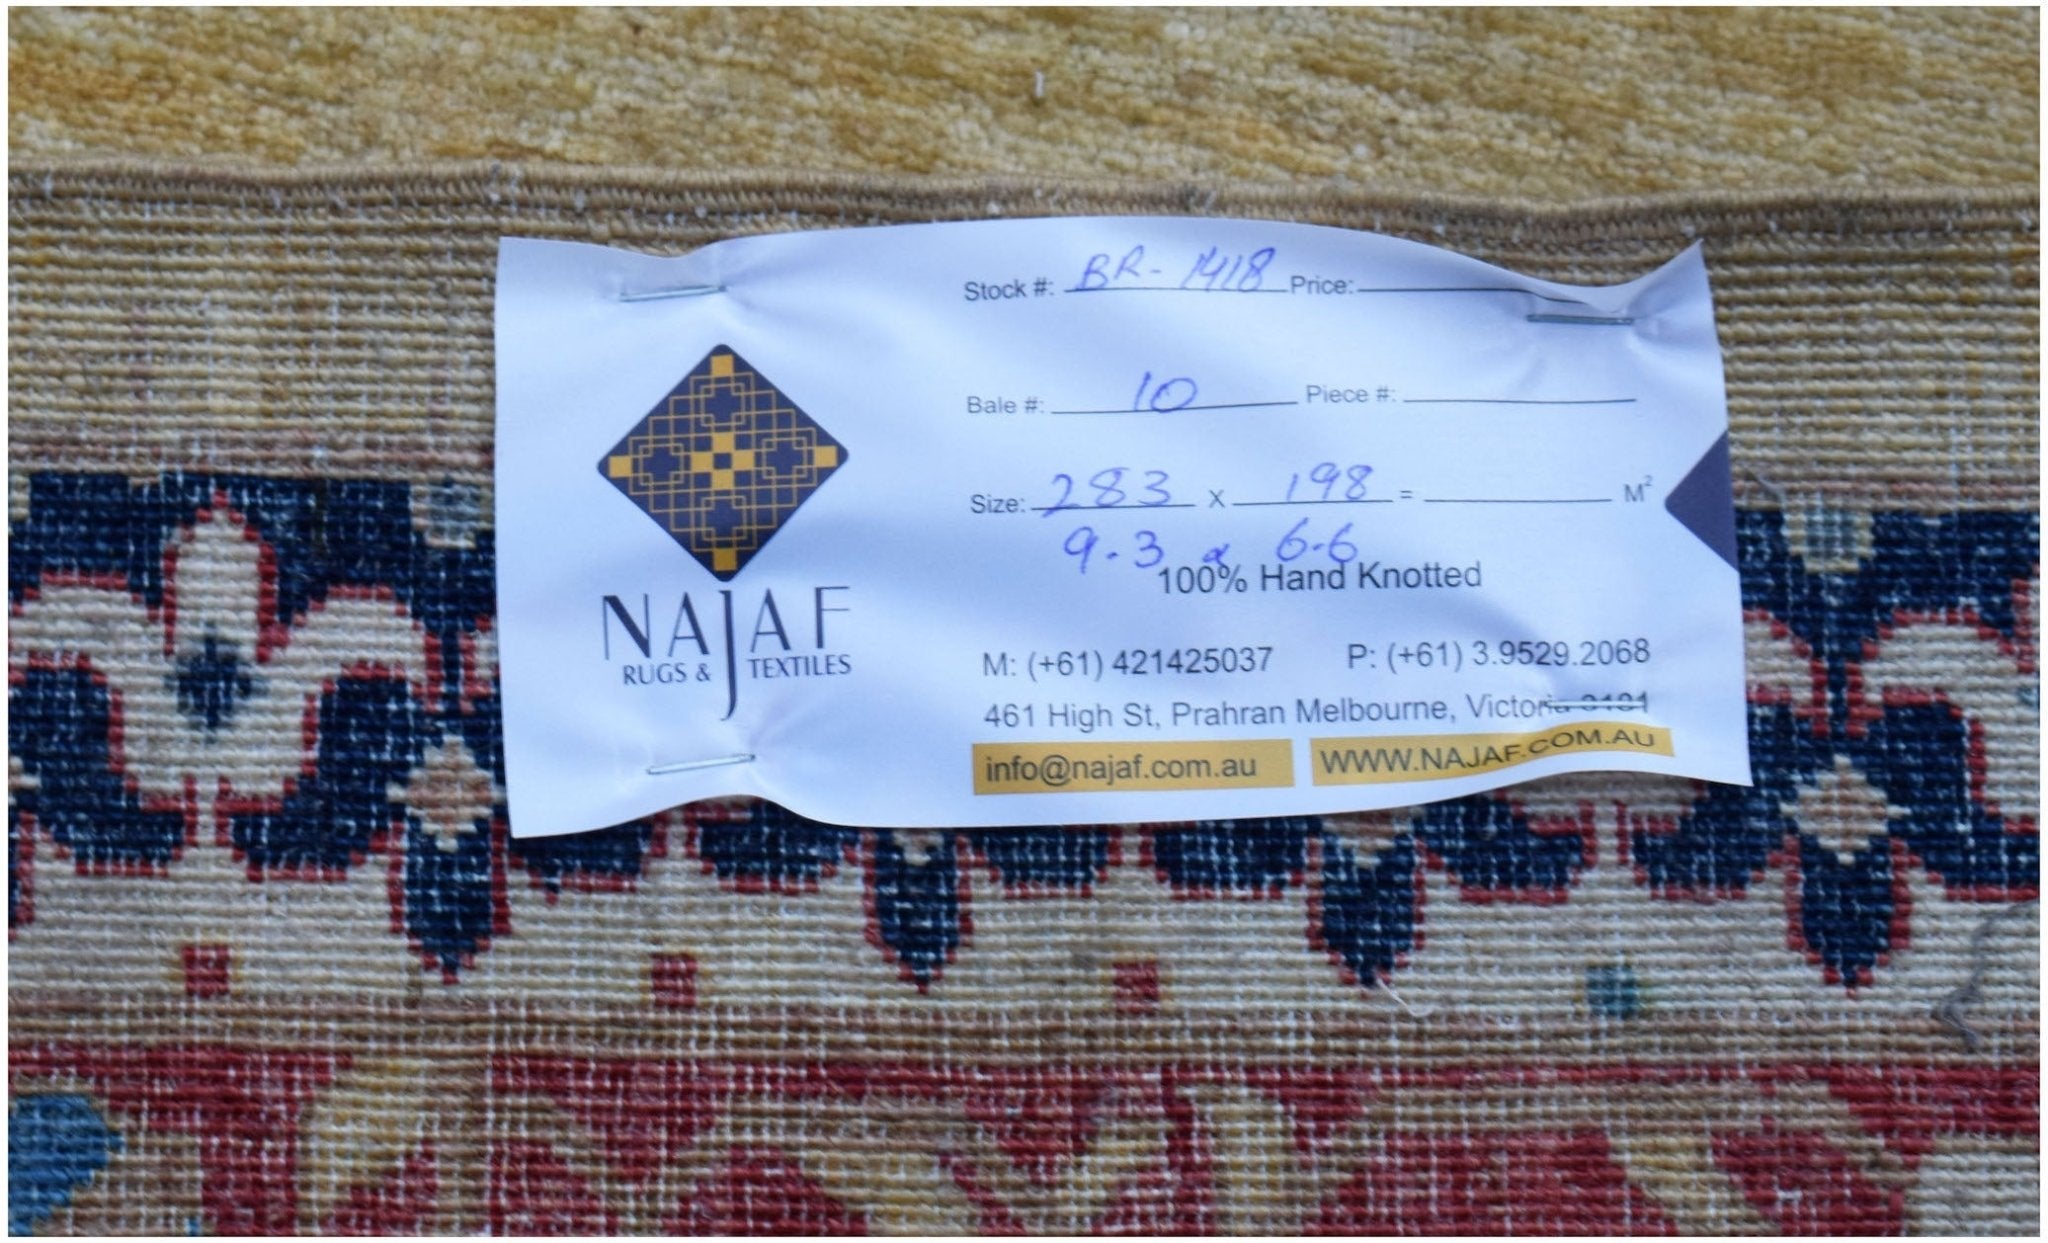 NAJAF
RUGS & TEXTILES
Stock #: BR-1418 Price:
Bale #: 10 Piece #:
Size: 283 x 198 = M²
9.3 x 6.6
100% Hand Knotted
M: (+61) 421425037 P: (+61) 3.9529.2068
461 High St, Prahran Melbourne, Victoria 3181
info@najaf.com.au WWW.NAJAF.COM.AU